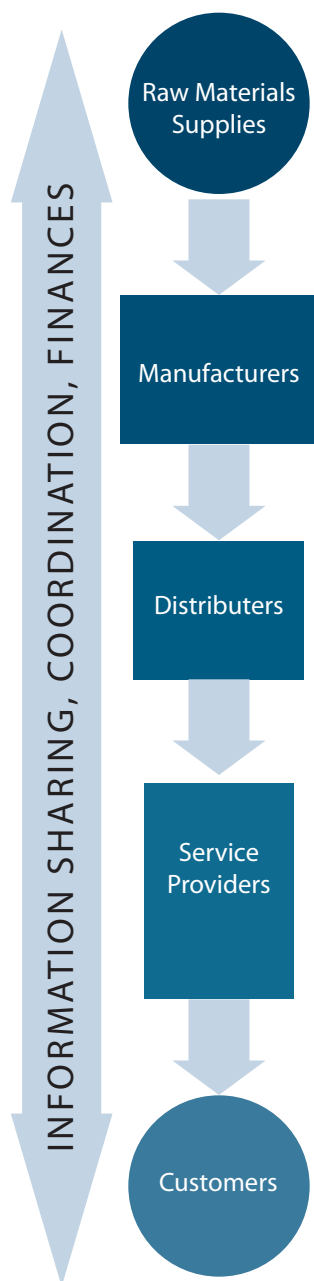 INFORMATION SHARING, COORDINATION, FINANCES
Raw Materials
Supplies
Manufacturers
Distributers
Service
Providers
Customers